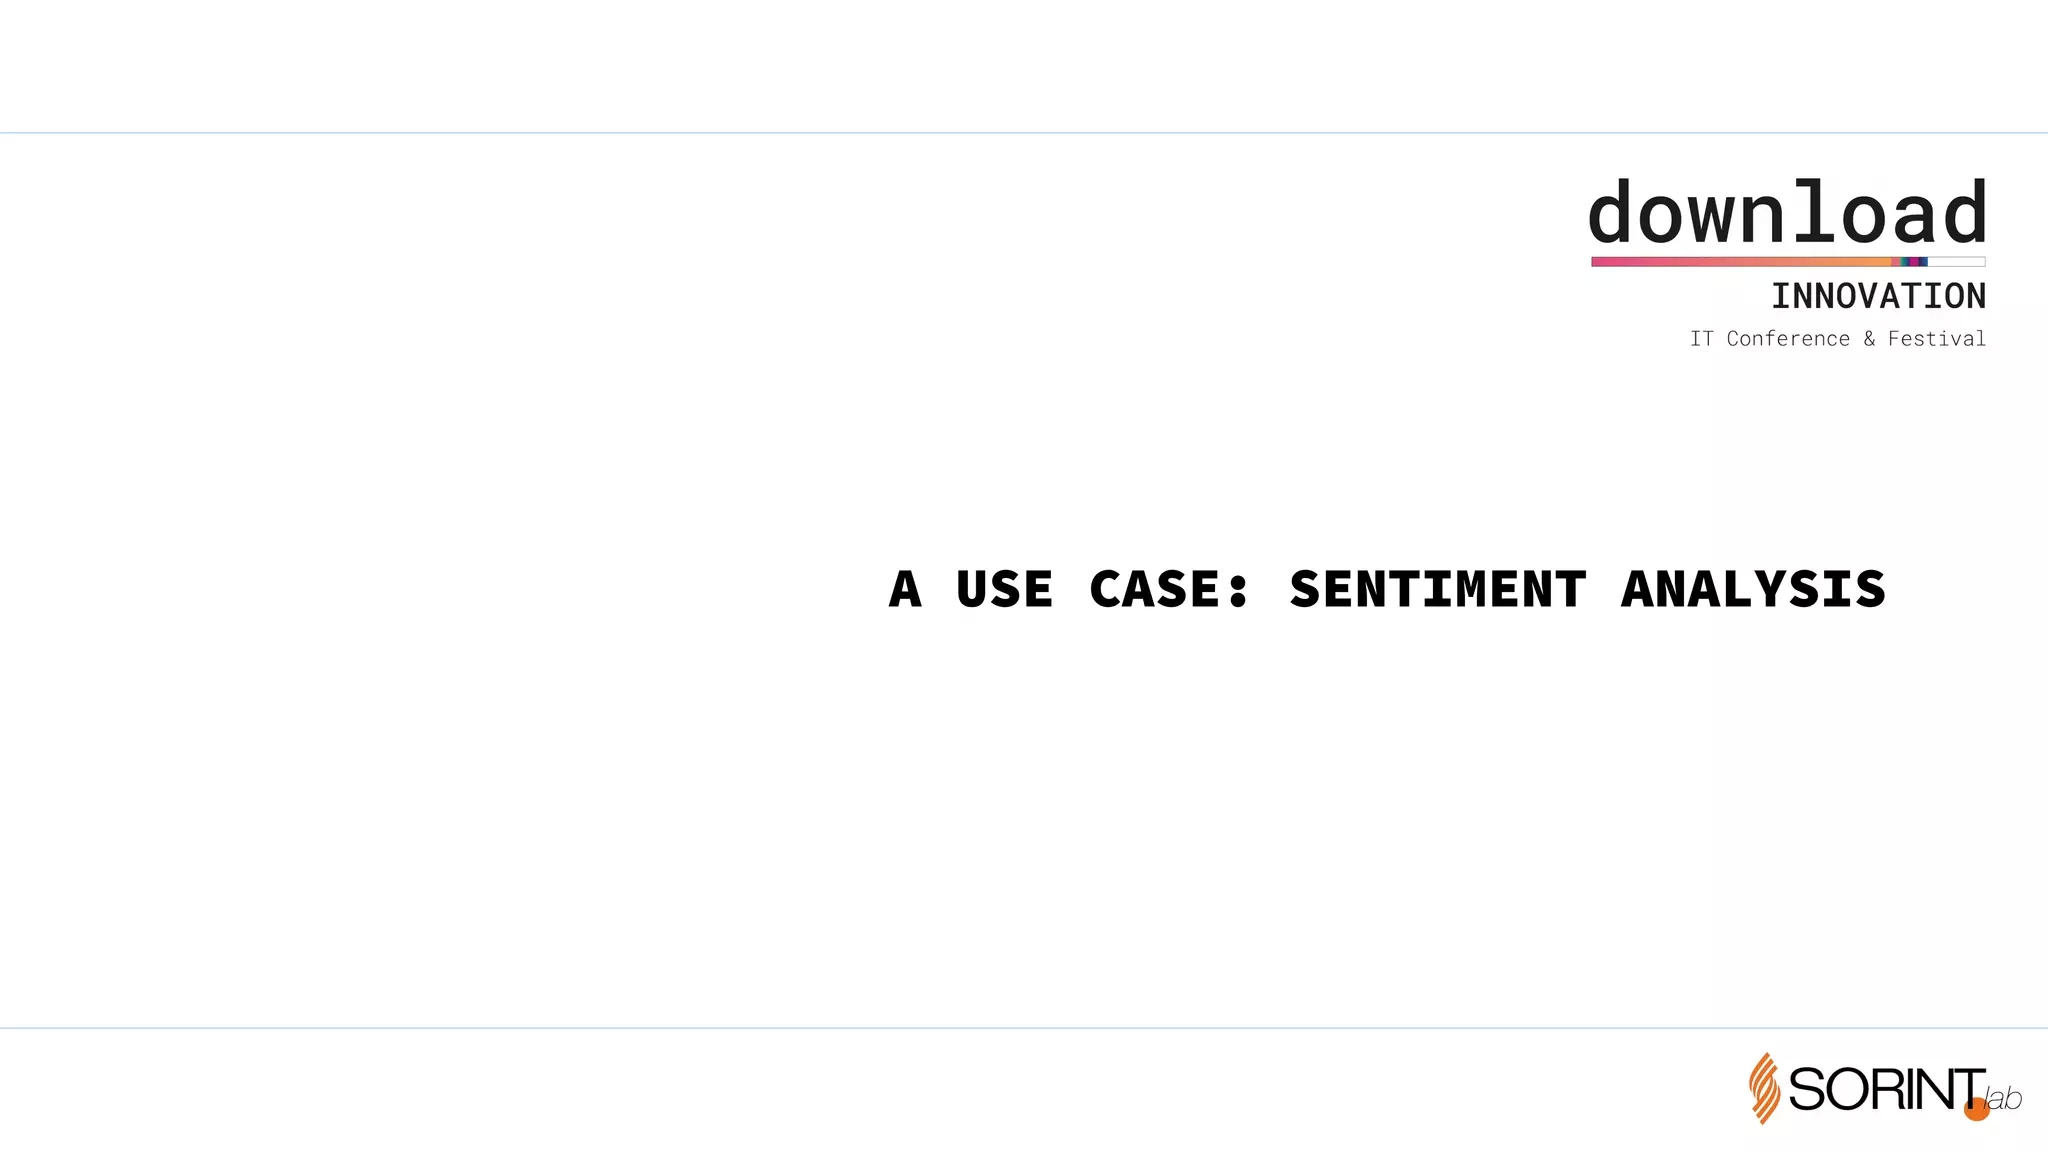 download
INNOVATION
IT Conference & Festival
A USE CASE: SENTIMENT ANALYSIS
SORINT.lab